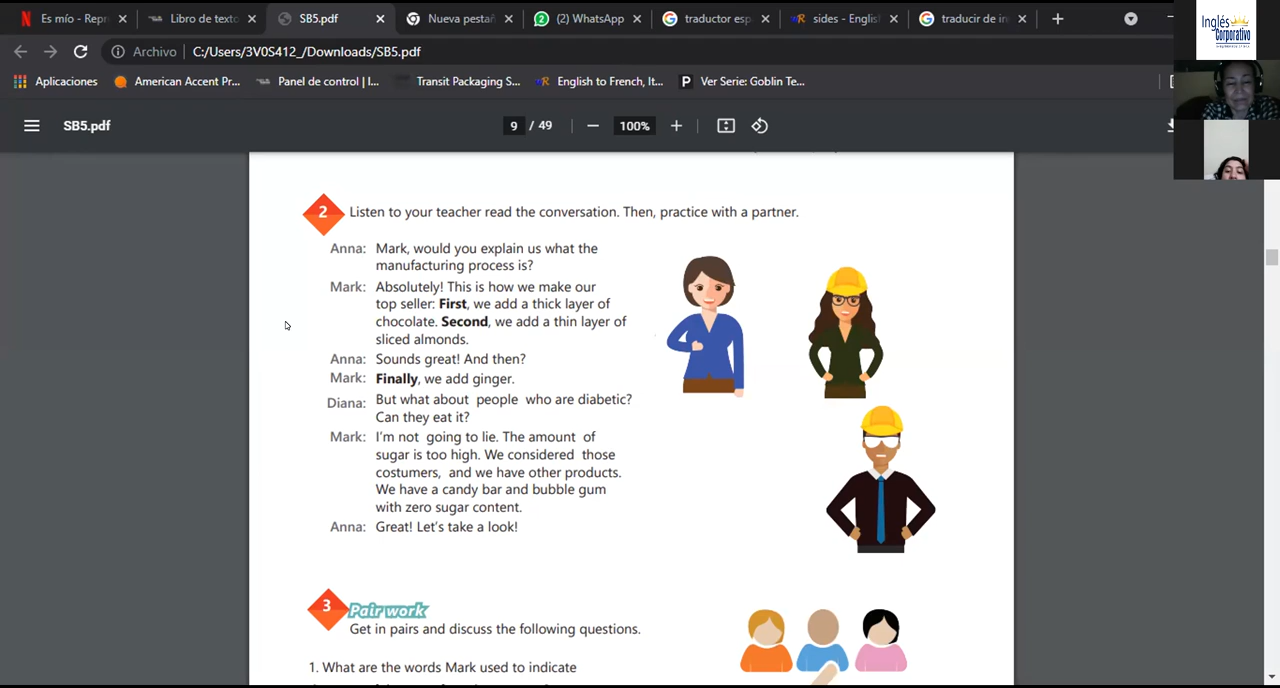 Es mío - Repr
Libro de texto
SB5.pdf
Nueva pestañ
(2) WhatsApp
traductor esp
sides - English
traducir de in
Archivo
C:/Users/3V0S412_/Downloads/SB5.pdf
Aplicaciones
American Accent Pr...
Panel de control | I...
Transit Packaging S...
English to French, It...
Ver Serie: Goblin Te...
SB5.pdf
9 / 49
100%
Inglés
Corporativo
2
Listen to your teacher read the conversation. Then, practice with a partner.
Anna: Mark, would you explain us what the
manufacturing process is?
Mark: Absolutely! This is how we make our
top seller: First, we add a thick layer of
chocolate. Second, we add a thin layer of
sliced almonds.
Anna: Sounds great! And then?
Mark: Finally, we add ginger.
Diana: But what about people who are diabetic?
Can they eat it?
Mark: I'm not going to lie. The amount of
sugar is too high. We considered those
costumers, and we have other products.
We have a candy bar and bubble gum
with zero sugar content.
Anna: Great! Let's take a look!
3
Pair work
Get in pairs and discuss the following questions.
1. What are the words Mark used to indicate